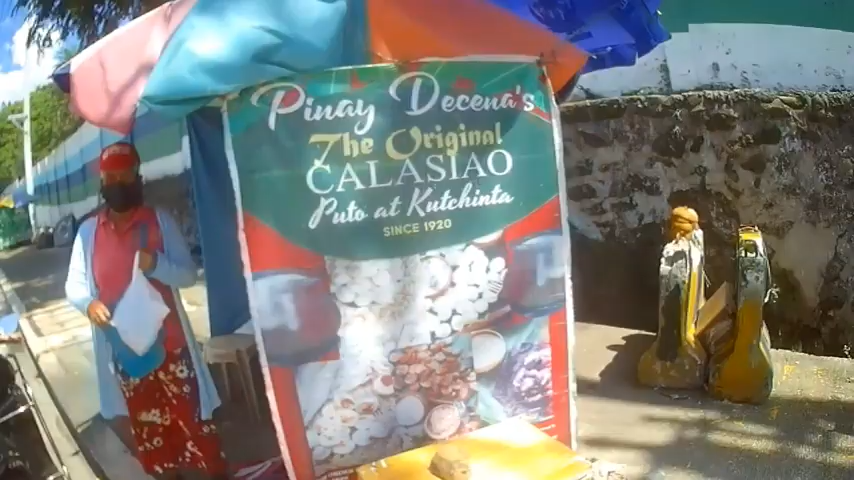 Pinay Decena's
The Original
CALASIAO
Puto at Kutchinta
SINCE 1920